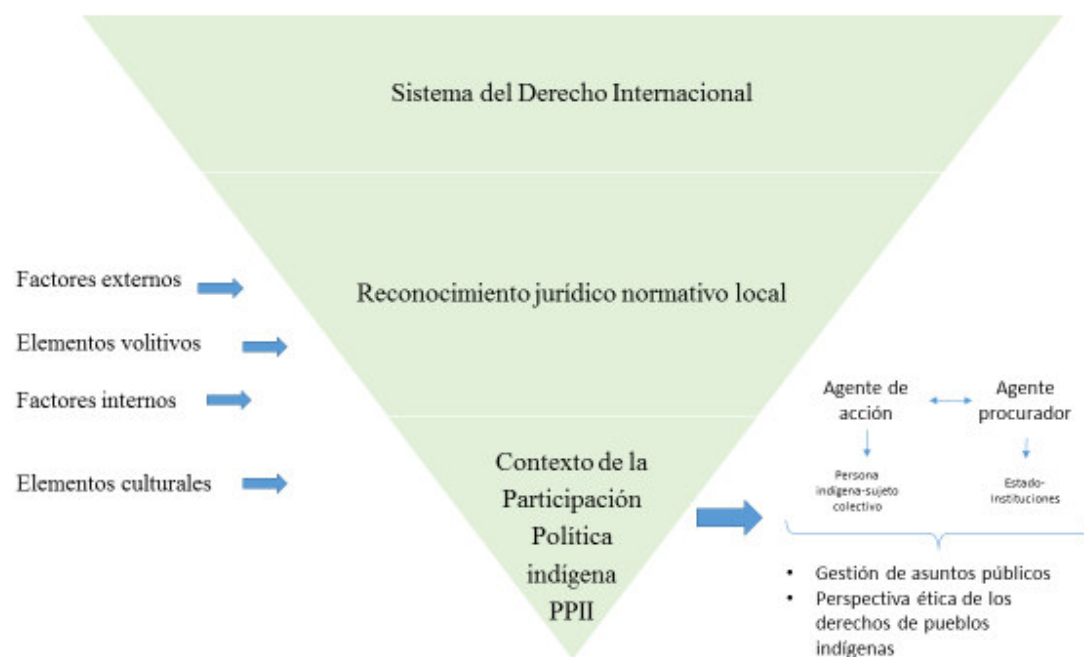 Sistema del Derecho Internacional
Reconocimiento jurídico normativo local
Factores externos
Elementos volitivos
Factores internos
Elementos culturales
Contexto de la
Participación
Política
indígena
PPII
Agente de
acción
Agente
procurador
Persona
indígena-sujeto
colectivo
Estado-
instituciones
• Gestión de asuntos públicos
• Perspectiva ética de los
derechos de pueblos
indígenas